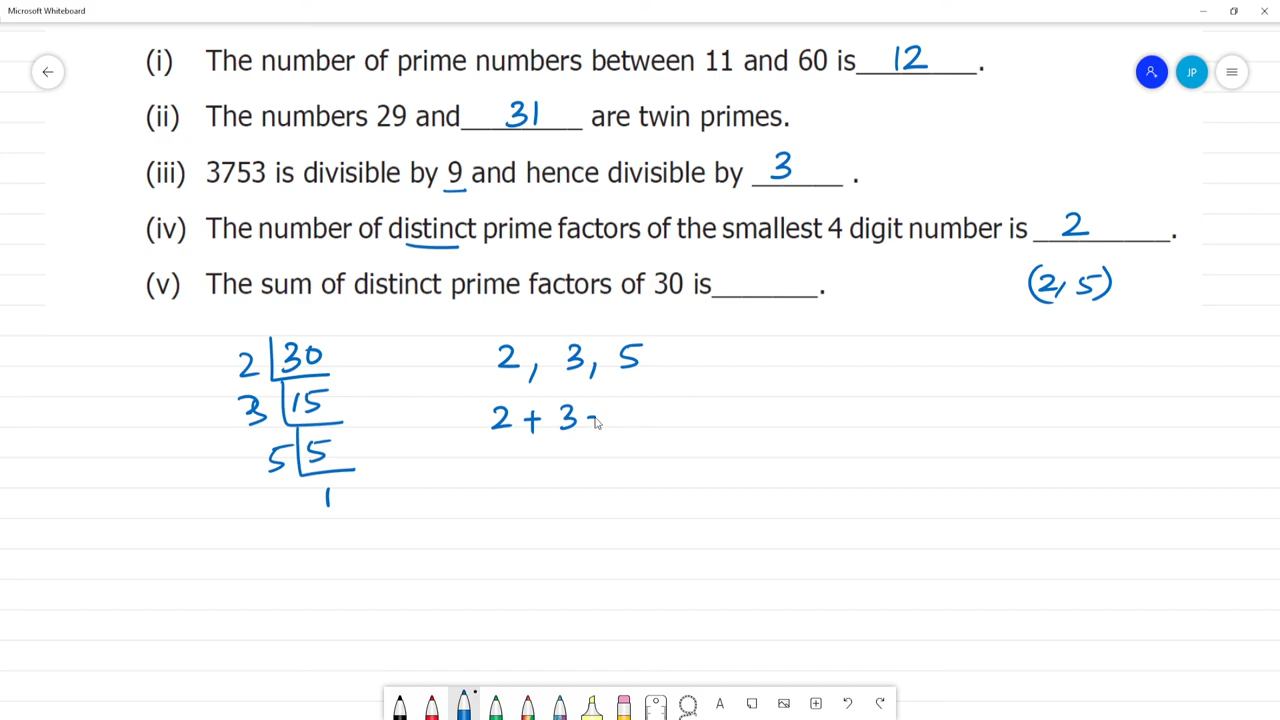 Microsoft Whiteboard
(i) The number of prime numbers between 11 and 60 is 12 .
JP
(ii) The numbers 29 and 31 are twin primes.
(iii) 3753 is divisible by 9 and hence divisible by 3 .
(iv) The number of distinct prime factors of the smallest 4 digit number is 2 .
(v) The sum of distinct prime factors of 30 is_______.
(2, 5)
2 30
3 15
5 5
1
2, 3, 5
2 + 3 -
A